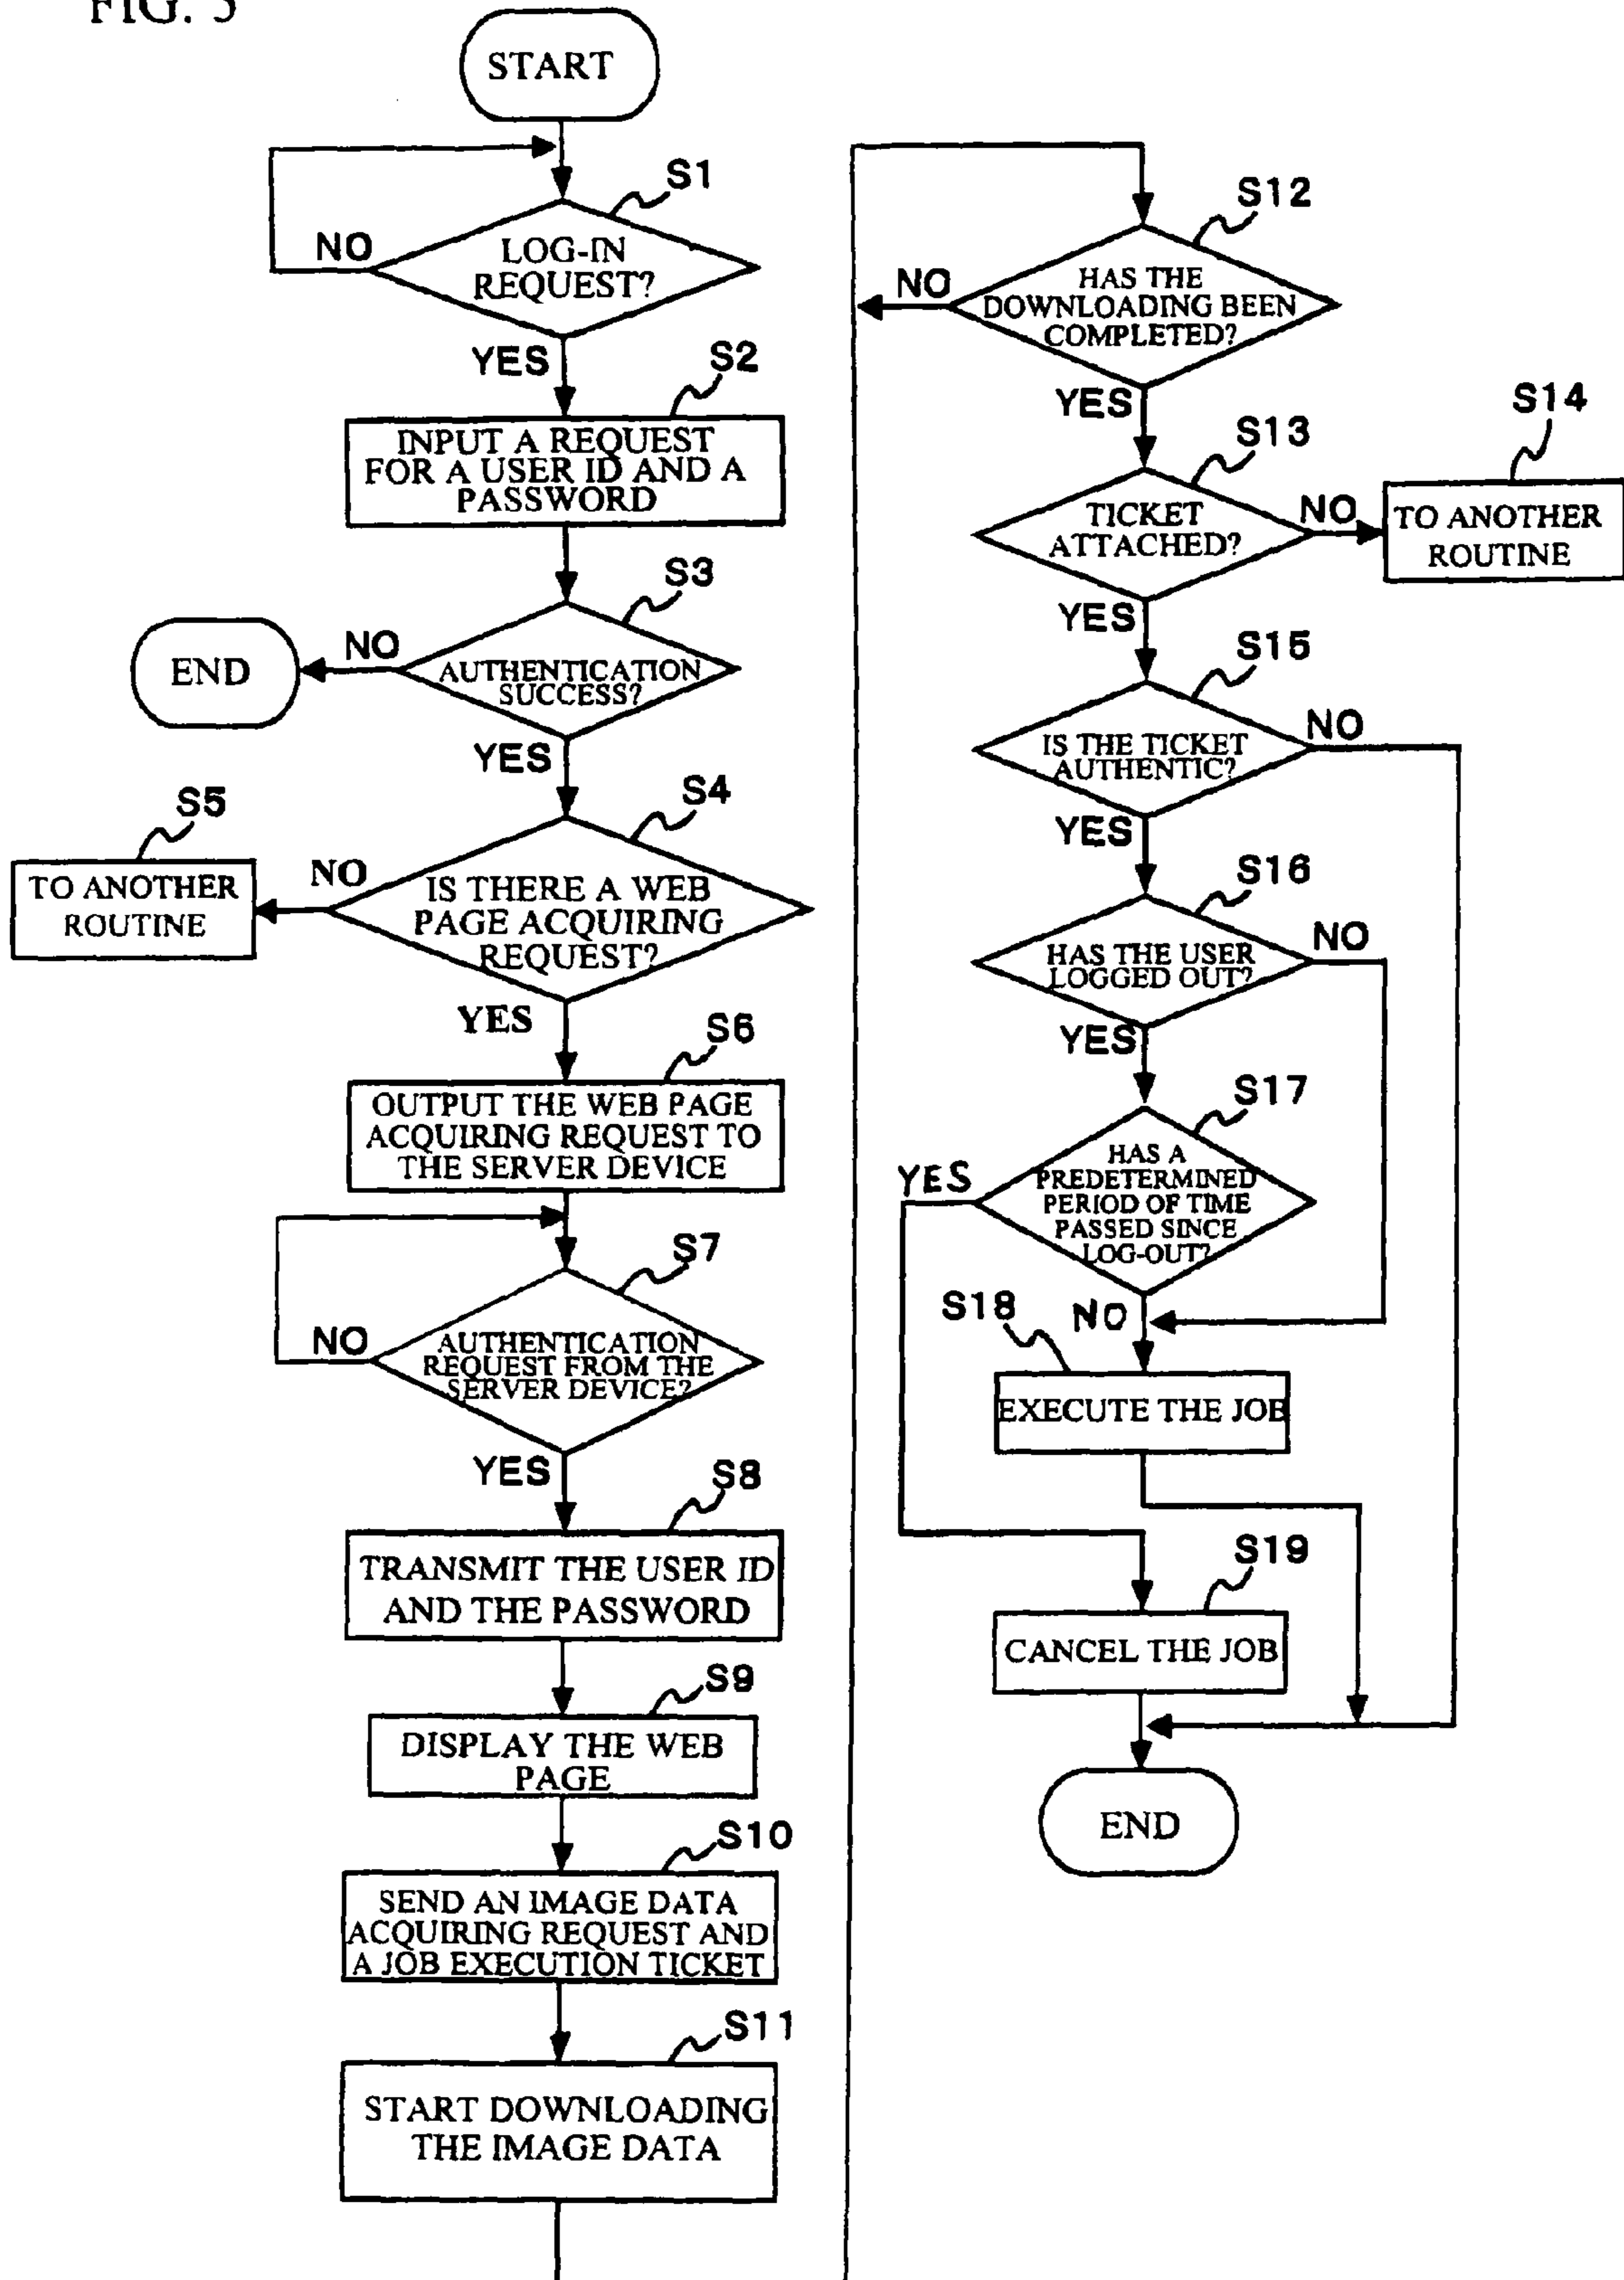 START
S1
NO
LOG-IN
REQUEST?
YES
S2
INPUT A REQUEST
FOR A USER ID AND A
PASSWORD
S3
END
NO
AUTHENTICATION
SUCCESS?
YES
S4
S5
TO ANOTHER
ROUTINE
NO
IS THERE A WEB
PAGE ACQUIRING
REQUEST?
YES
S6
OUTPUT THE WEB PAGE
ACQUIRING REQUEST TO
THE SERVER DEVICE
S7
NO
AUTHENTICATION
REQUEST FROM THE
SERVER DEVICE?
YES
S8
TRANSMIT THE USER ID
AND THE PASSWORD
S9
DISPLAY THE WEB
PAGE
S10
SEND AN IMAGE DATA
ACQUIRING REQUEST AND
A JOB EXECUTION TICKET
S11
START DOWNLOADING
THE IMAGE DATA
S12
NO
HAS THE
DOWNLOADING BEEN
COMPLETED?
YES
S13
S14
TICKET
ATTACHED?
NO
TO ANOTHER
ROUTINE
YES
S15
NO
IS THE TICKET
AUTHENTIC?
YES
S16
NO
HAS THE USER
LOGGED OUT?
YES
S17
YES
HAS A
PREDETERMINED
PERIOD OF TIME
PASSED SINCE
LOG-OUT?
S18
NO
EXECUTE THE JOB
S19
CANCEL THE JOB
END